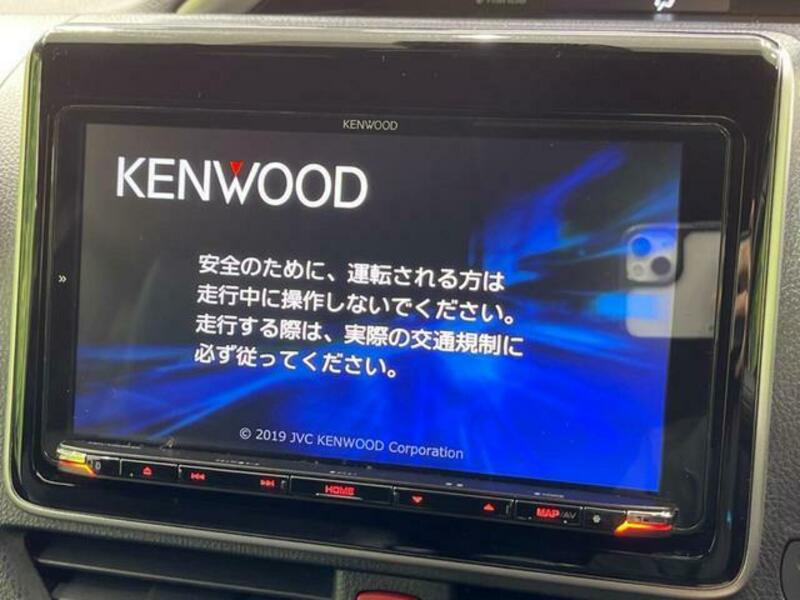 KENWOOD
KENWOOD
安全のために、運転される方は
走行中に操作しないでください。
走行する際は、実際の交通規制に
必ず従ってください。
© 2019 JVC KENWOOD Corporation
HOME
MAP/AV